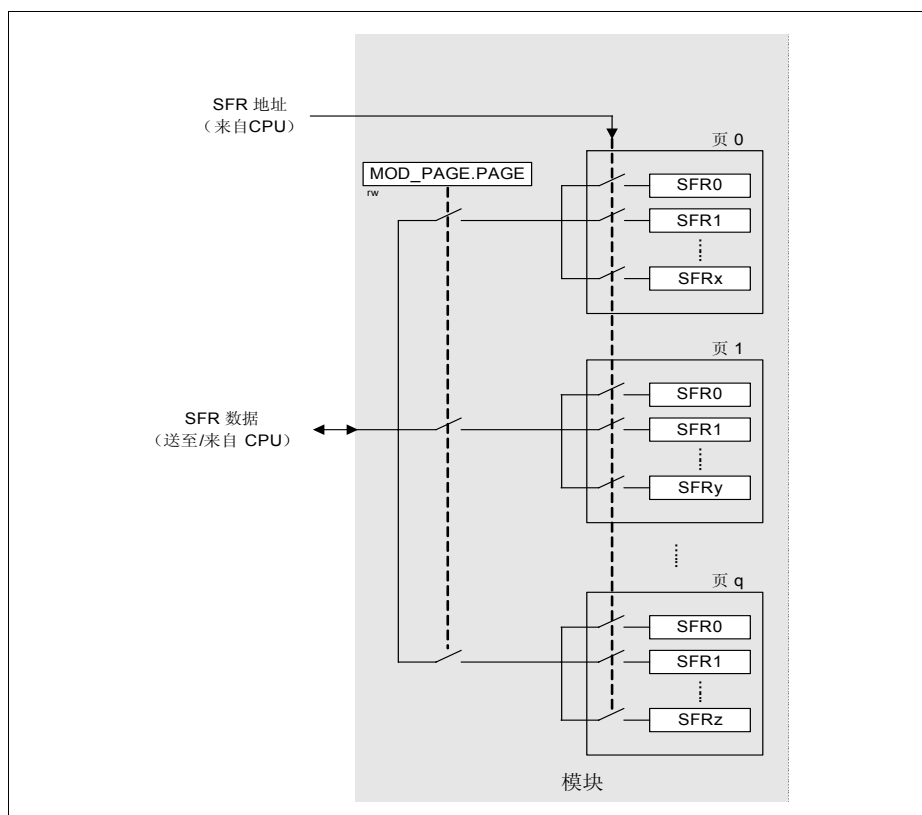 SFR 地址
（来自CPU）
页 0
MOD_PAGE.PAGE
rw
SFR0
SFR1
SFRx
页 1
SFR0
SFR1
SFRy
SFR 数据
（送至/来自 CPU）
页 q
SFR0
SFR1
SFRz
模块